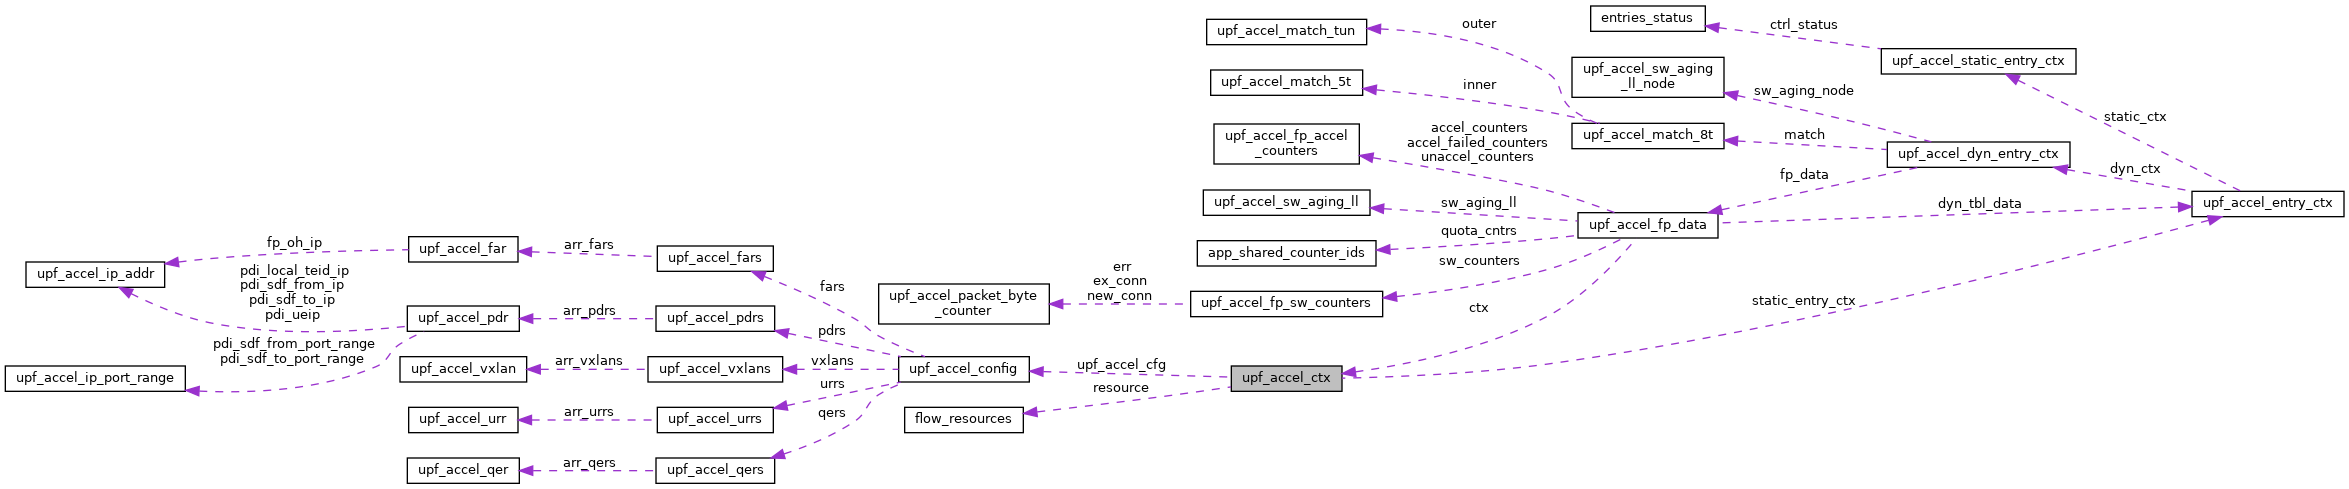 entries_status
ctrl_status
upf_accel_static_entry_ctx
outer
upf_accel_match_tun
upf_accel_sw_aging
_ll_node
sw_aging_node
inner
upf_accel_match_5t
static_ctx
accel_counters
accel_failed_counters
unaccel_counters
upf_accel_fp_accel
_counters
upf_accel_match_8t
match
upf_accel_dyn_entry_ctx
fp_data
dyn_ctx
upf_accel_entry_ctx
upf_accel_sw_aging_ll
sw_aging_ll
dyn_tbl_data
upf_accel_fp_data
quota_cntrs
app_shared_counter_ids
sw_counters
fp_oh_ip
upf_accel_far
arr_fars
upf_accel_fars
upf_accel_ip_addr
pdi_local_teid_ip
pdi_sdf_from_ip
pdi_sdf_to_ip
pdi_ueip
fars
upf_accel_packet_byte
_counter
err
ex_conn
new_conn
upf_accel_fp_sw_counters
ctx
static_entry_ctx
upf_accel_pdr
arr_pdrs
upf_accel_pdrs
pdrs
pdi_sdf_from_port_range
pdi_sdf_to_port_range
upf_accel_ip_port_range
upf_accel_vxlan
arr_vxlans
upf_accel_vxlans
vxlans
upf_accel_config
upf_accel_cfg
upf_accel_ctx
resource
urrs
upf_accel_urr
arr_urrs
upf_accel_urrs
qers
flow_resources
upf_accel_qer
arr_qers
upf_accel_qers